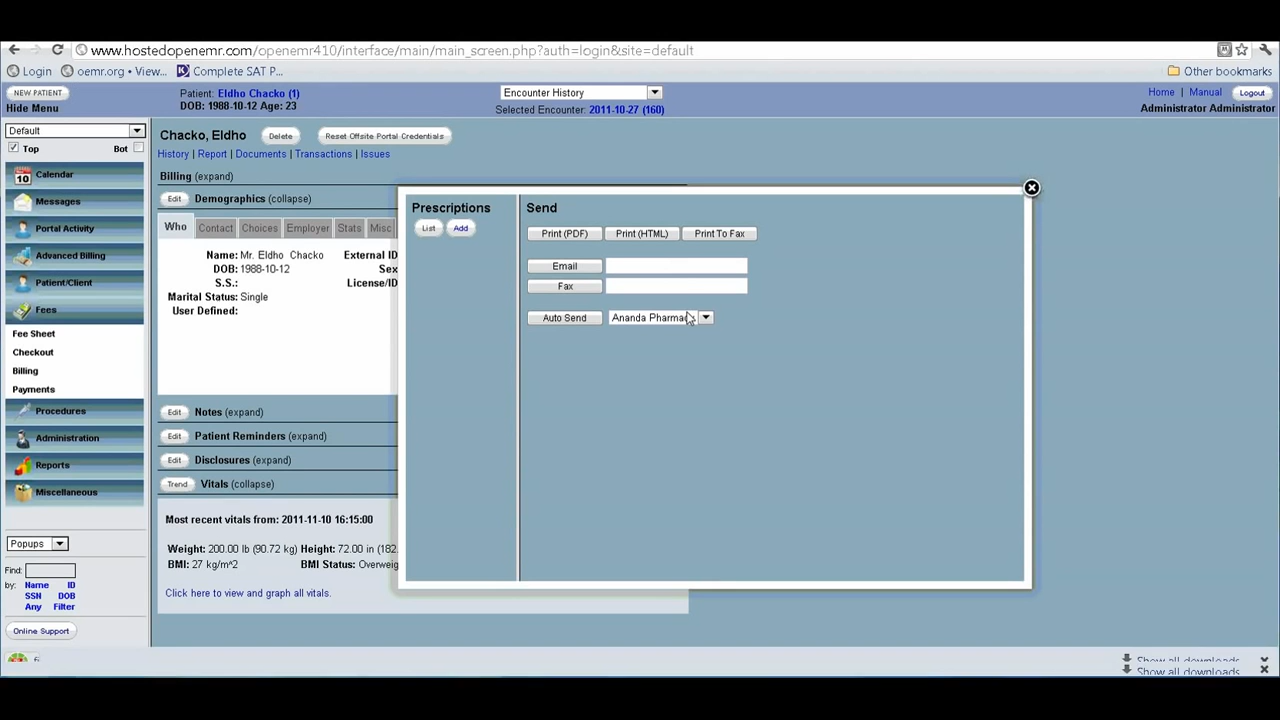 www.hostedopenemr.com/openemr410/interface/main/main_screen.php?auth=login&site=default
Login oemr.org • View... Complete SAT P... Other bookmarks
NEW PATIENT
Hide Menu
Patient: Eldho Chacko (1)
DOB: 1988-10-12 Age: 23
Encounter History
Selected Encounter: 2011-10-27 (160)
Home | Manual Logout
Administrator Administrator
Default
Top Bot
10 Calendar
Messages
Portal Activity
Advanced Billing
Patient/Client
Fees
Fee Sheet
Checkout
Billing
Payments
Procedures
Administration
Reports
Miscellaneous
Popups
Find:
by: Name ID
SSN DOB
Any Filter
Online Support
Chacko, Eldho Delete Reset Offsite Portal Credentials
History | Report | Documents | Transactions | Issues
Billing (expand)
Edit Demographics (collapse)
Who Contact Choices Employer Stats Misc
Name: Mr. Eldho Chacko External ID
DOB: 1988-10-12 Sex
S.S.: License/ID
Marital Status: Single
User Defined:
Edit Notes (expand)
Edit Patient Reminders (expand)
Edit Disclosures (expand)
Trend Vitals (collapse)
Most recent vitals from: 2011-11-10 16:15:00
Weight: 200.00 lb (90.72 kg) Height: 72.00 in (182.
BMI: 27 kg/m^2 BMI Status: Overweig
Click here to view and graph all vitals.
Prescriptions
List Add
Send
Print (PDF) Print (HTML) Print To Fax
Email
Fax
Auto Send Ananda Pharmac
Show all downloads...
Show all downloads...